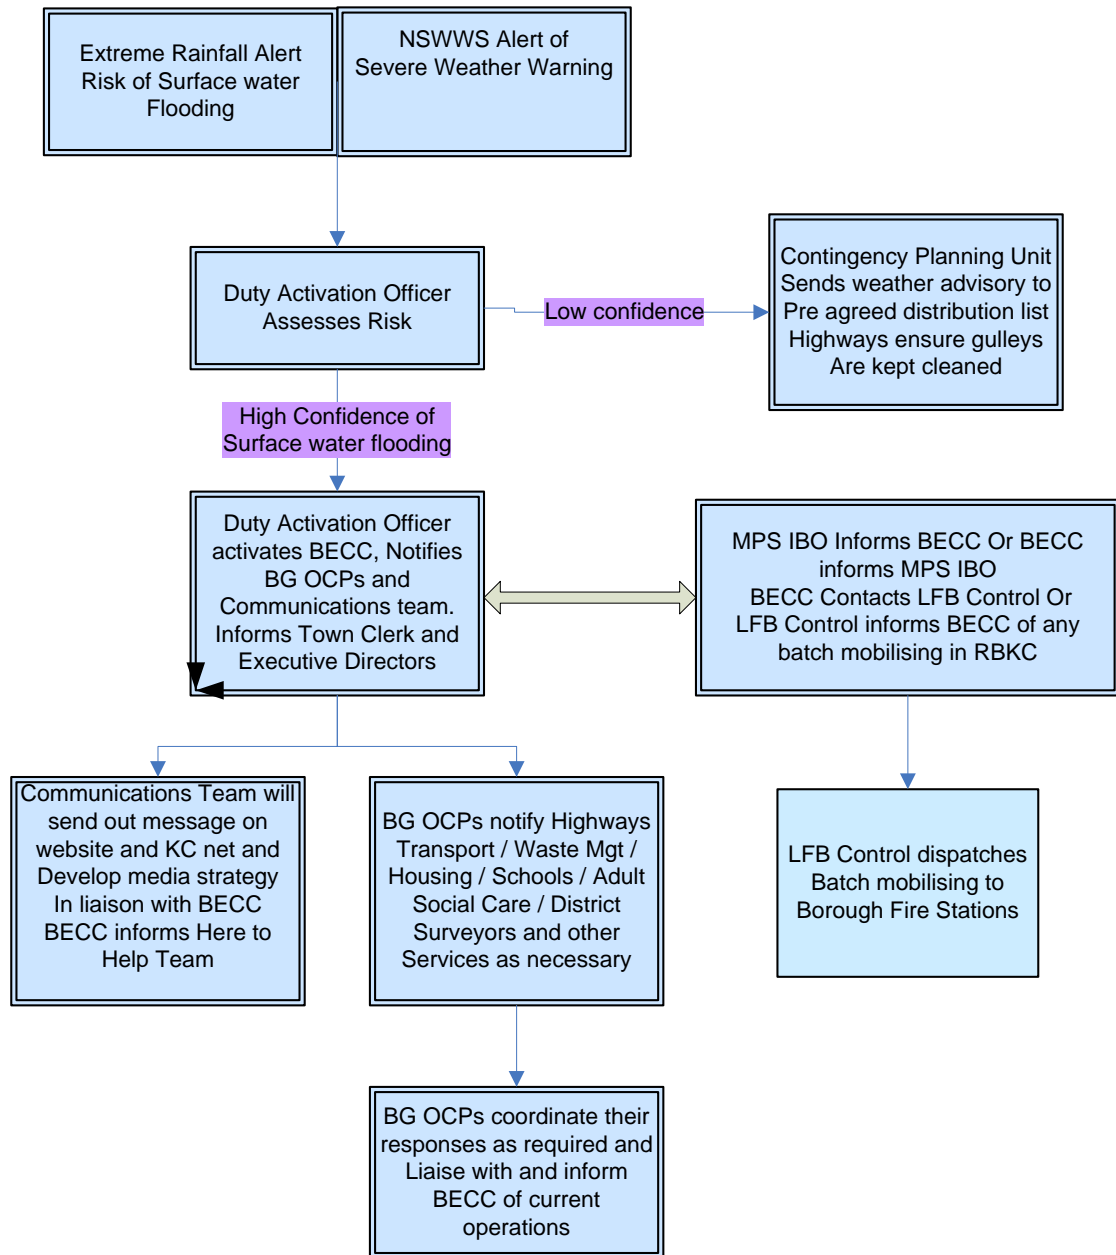 Extreme Rainfall Alert
Risk of Surface water
Flooding
NSWWS Alert of
Severe Weather Warning
Duty Activation Officer
Assesses Risk
Low confidence
Contingency Planning Unit
Sends weather advisory to
Pre agreed distribution list
Highways ensure gulleys
Are kept cleaned
High Confidence of
Surface water flooding
Duty Activation Officer
activates BECC, Notifies
BG OCPs and
Communications team.
Informs Town Clerk and
Executive Directors
MPS IBO Informs BECC Or BECC
informs MPS IBO
BECC Contacts LFB Control Or
LFB Control informs BECC of any
batch mobilising in RBKC
Communications Team will
send out message on
website and KC net and
Develop media strategy
In liaison with BECC
BECC informs Here to
Help Team
BG OCPs notify Highways
Transport / Waste Mgt /
Housing / Schools / Adult
Social Care / District
Surveyors and other
Services as necessary
LFB Control dispatches
Batch mobilising to
Borough Fire Stations
BG OCPs coordinate their
responses as required and
Liaise with and inform
BECC of current
operations